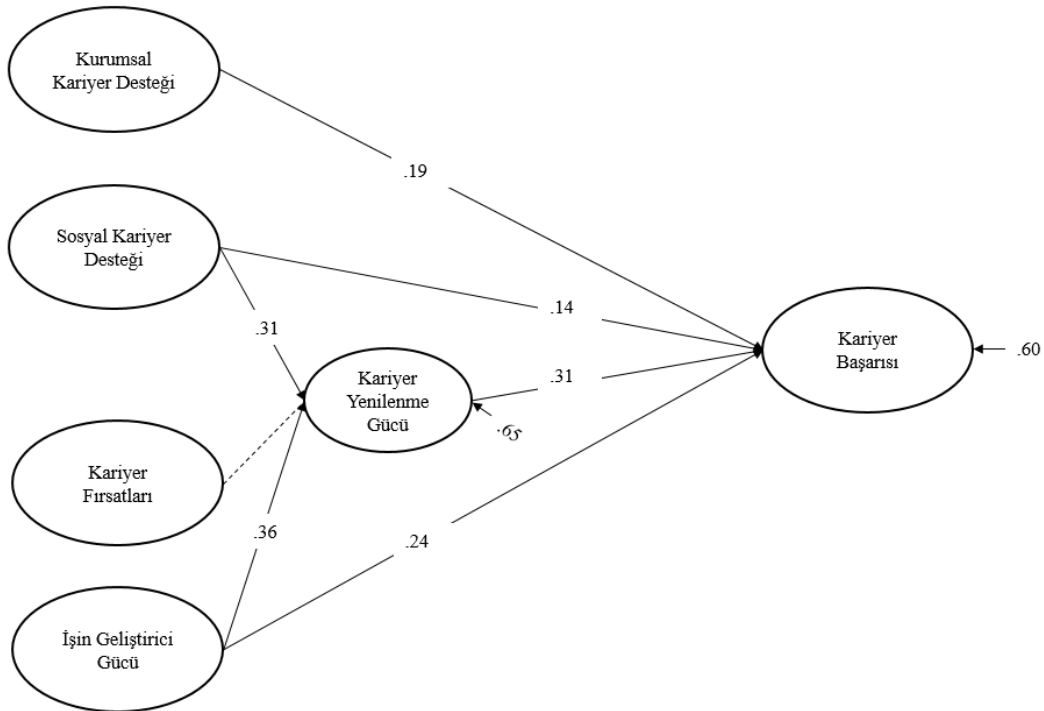 Kurumsal
Kariyer Desteği
.19
Sosyal Kariyer
Desteği
.14
.31
Kariyer
Yenilenme
Gücü
.31
.65
Kariyer
Başarısı
.60
Kariyer
Fırsatları
.36
.24
İşin Geliştirici
Gücü